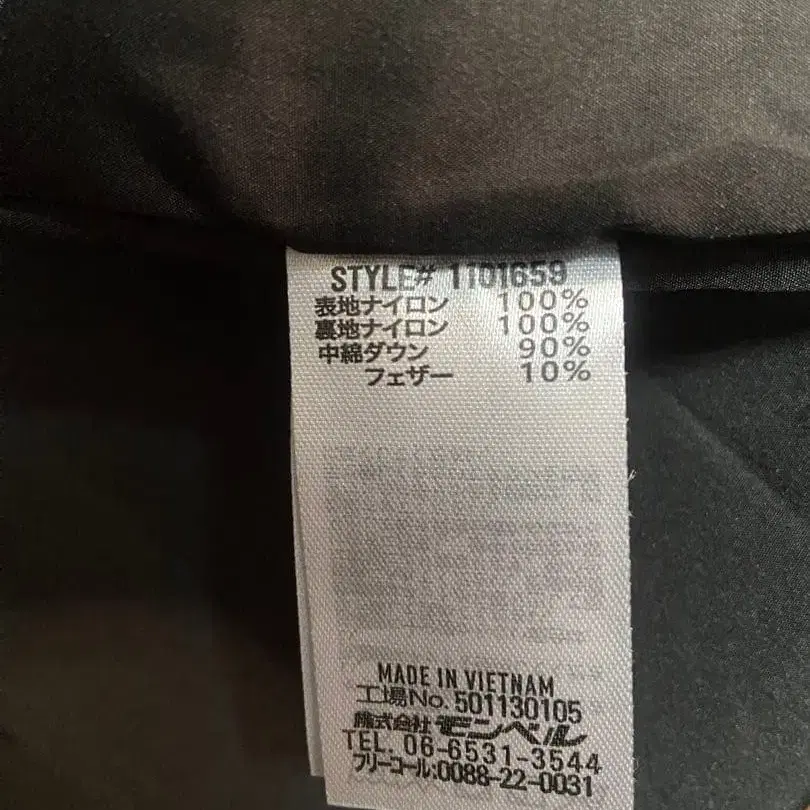 STYLE# 1101659
表地ナイロン 100%
裏地ナイロン 100%
中綿ダウン 90%
フェザー 10%
MADE IN VIETNAM
工場No. 501130105
株式会社 モンベル
TEL. 06-6531-3544
フリーコール:0088-22-0031